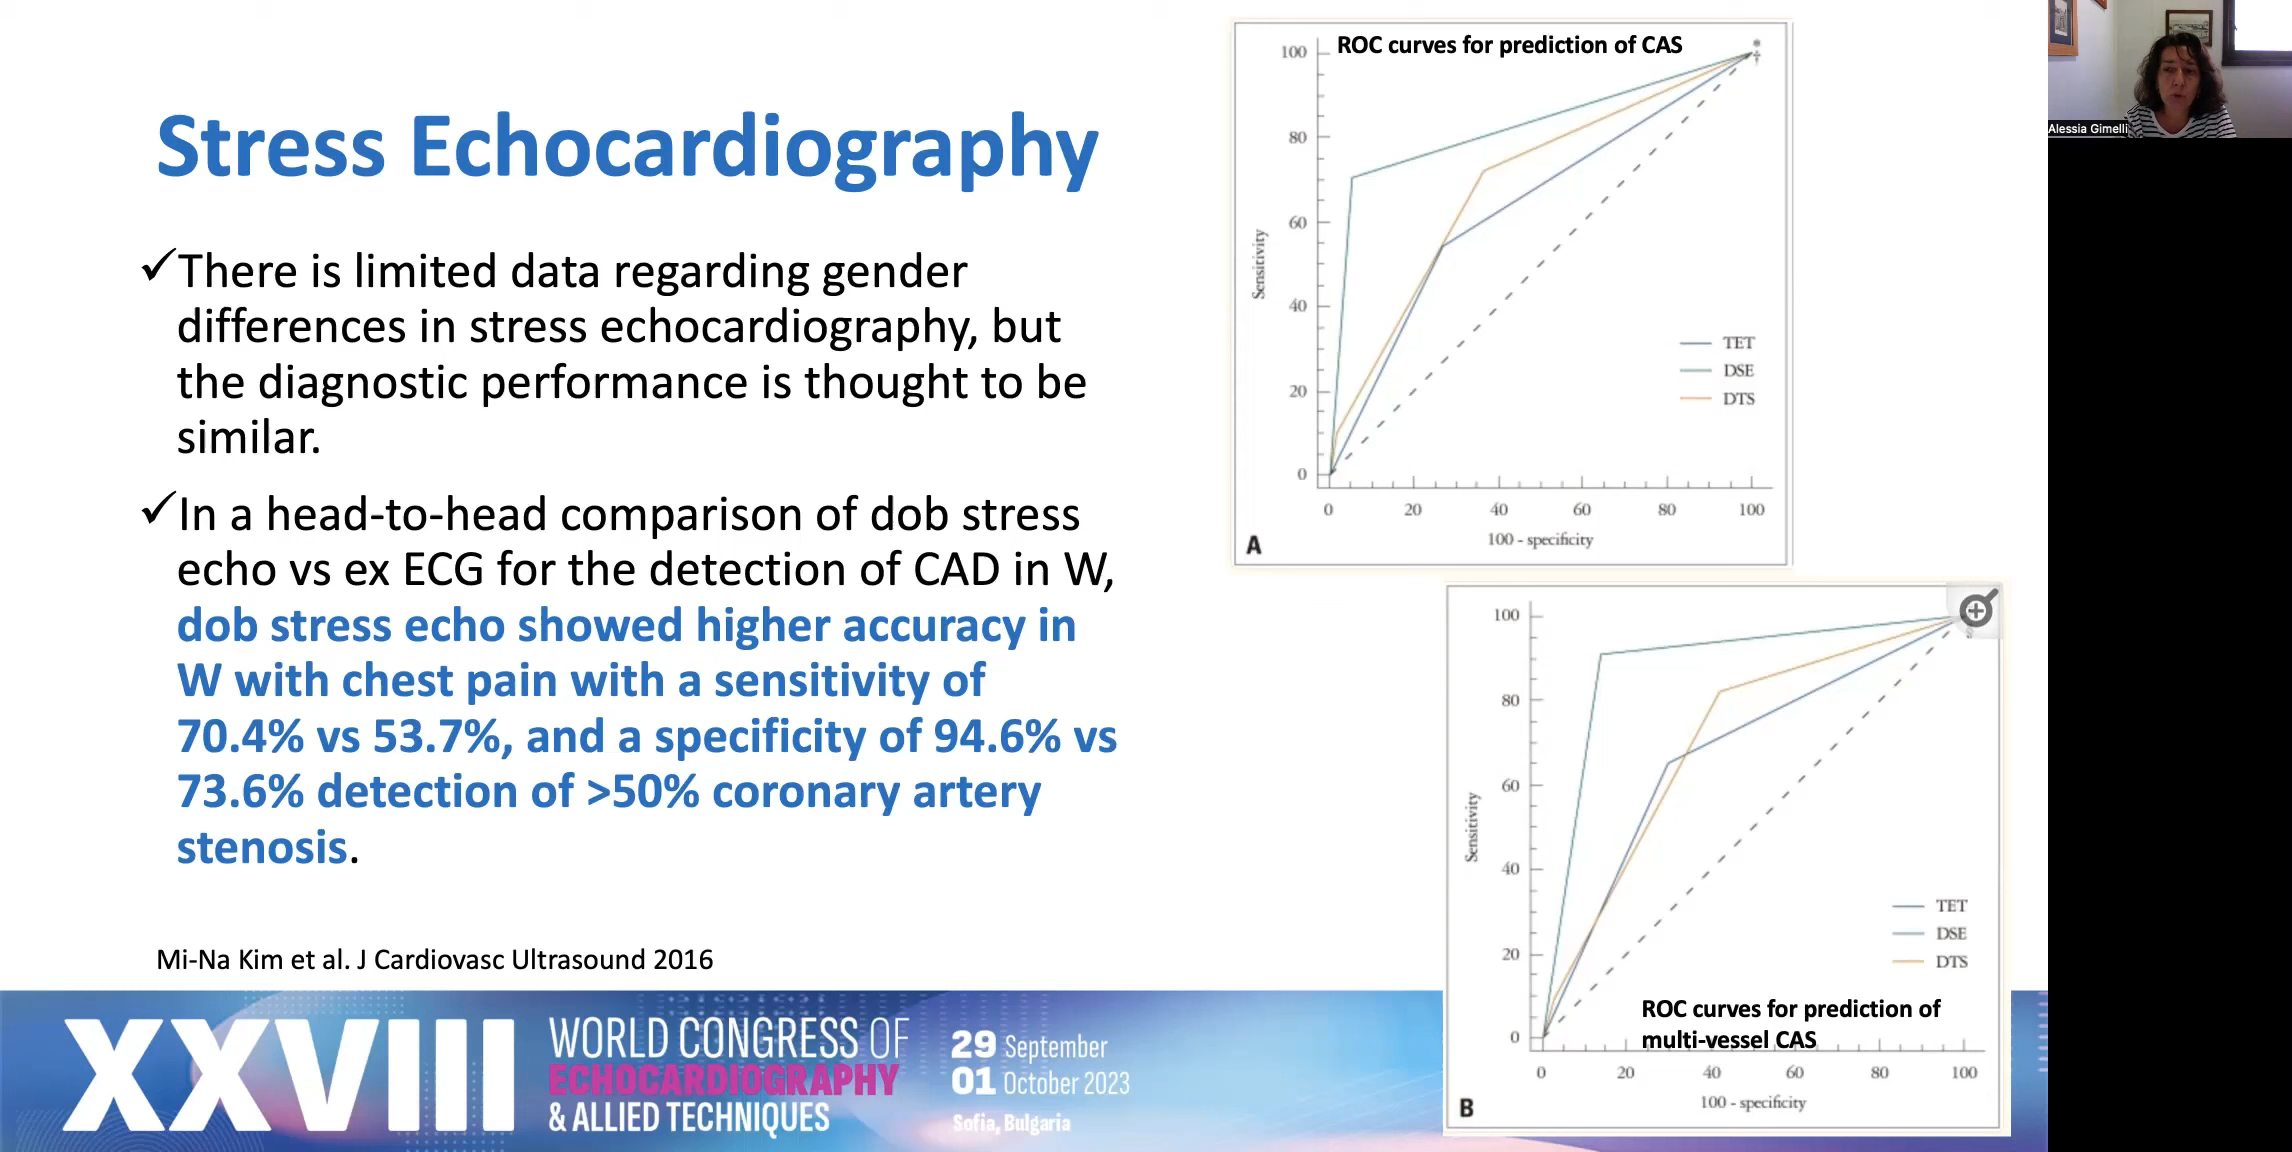 Stress Echocardiography
✓There is limited data regarding gender
differences in stress echocardiography, but
the diagnostic performance is thought to be
similar.
✓In a head-to-head comparison of dob stress
echo vs ex ECG for the detection of CAD in W,
dob stress echo showed higher accuracy in
W with chest pain with a sensitivity of
70.4% vs 53.7%, and a specificity of 94.6% vs
73.6% detection of >50% coronary artery
stenosis.
Mi-Na Kim et al. J Cardiovasc Ultrasound 2016
ROC curves for prediction of CAS
100
80
60
40
20
0
Sensitivity
*
†
TET
DSE
DTS
0 20 40 60 80 100
100 - specificity
A
100
80
60
40
20
0
Sensitivity
TET
DSE
DTS
ROC curves for prediction of
multi-vessel CAS
0 20 40 60 80 100
100 - specificity
B
XXVIII
WORLD CONGRESS OF
ECHOCARDIOGRAPHY
& ALLIED TECHNIQUES
29 September
01 October 2023
Sofia, Bulgaria
Alessia Gimelli